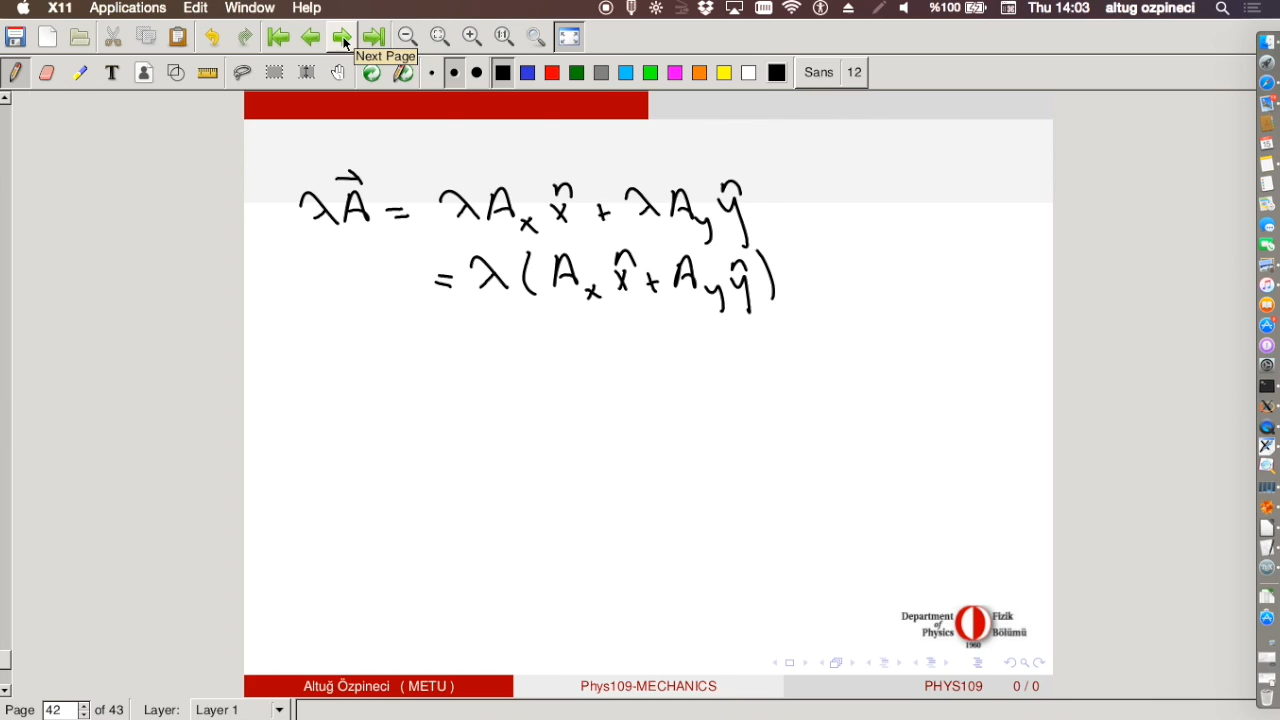 X11 Applications Edit Window Help %100 Thu 14:03 altug ozpineci
Next Page
T Sans 12
λA⃗ = λAₓ x̂ + λA_y ŷ
= λ(Aₓ x̂ + A_y ŷ)
Department of Physics
Fizik Bölümü
1960
Altuğ Özpineci ( METU ) Phys109-MECHANICS PHYS109 0 / 0
Page 42 of 43 Layer: Layer 1